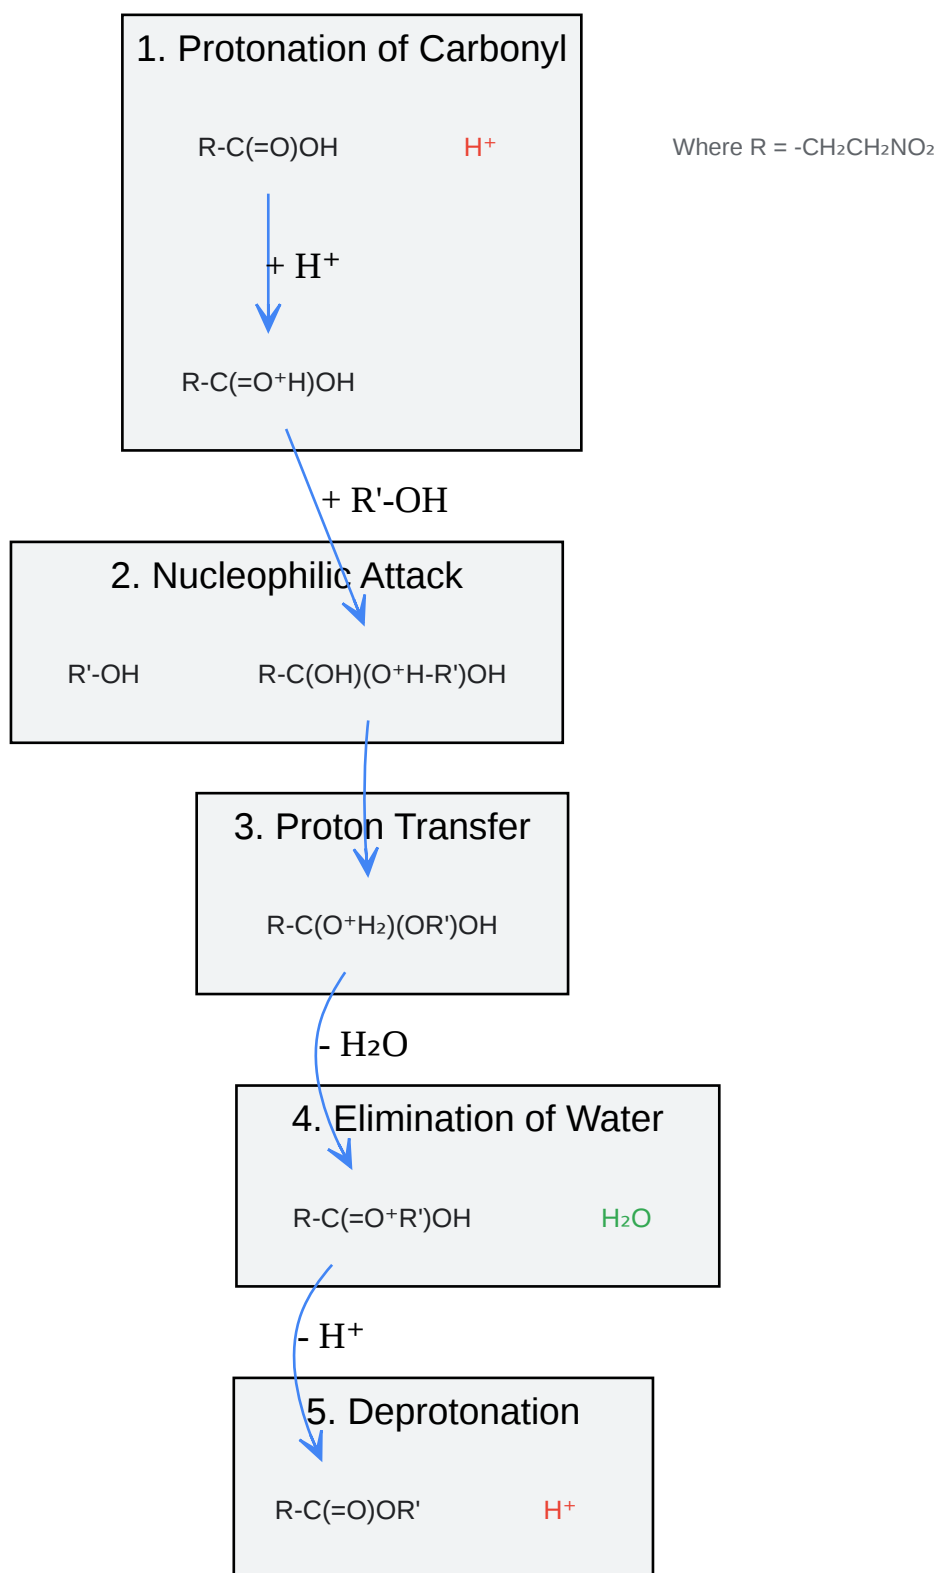 1. Protonation of Carbonyl
R-C(=O)OH
H⁺
Where R = -CH₂CH₂NO₂
+ H⁺
R-C(=O⁺H)OH
+ R'-OH
2. Nucleophilic Attack
R'-OH
R-C(OH)(O⁺H-R')OH
3. Proton Transfer
R-C(O⁺H₂)(OR')OH
- H₂O
4. Elimination of Water
R-C(=O⁺R')OH
H₂O
- H⁺
5. Deprotonation
R-C(=O)OR'
H⁺